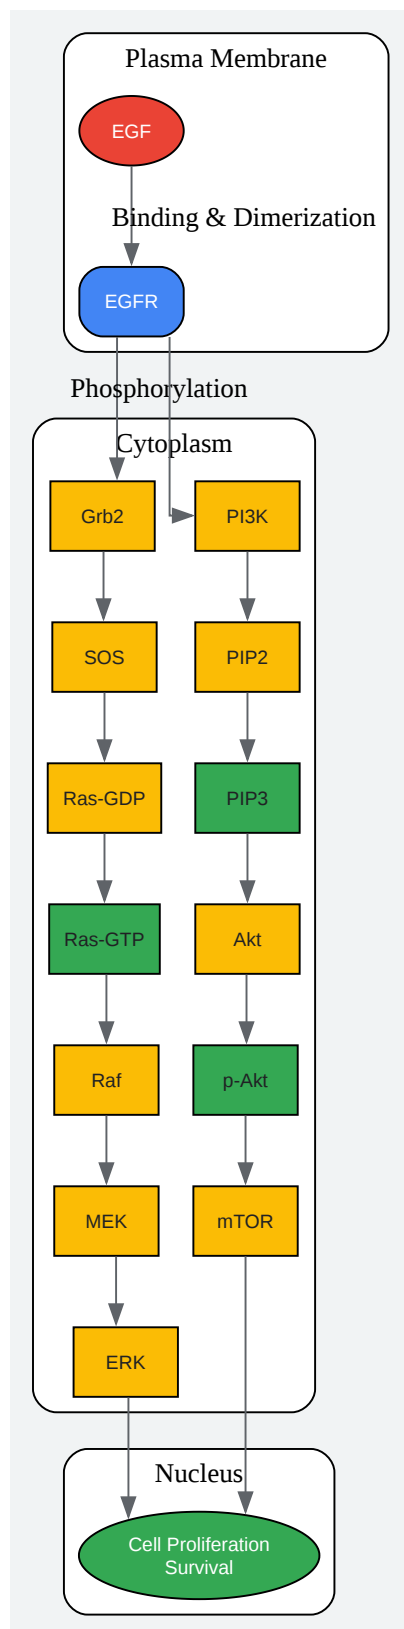 Plasma Membrane
EGF
Binding & Dimerization
EGFR
Phosphorylation
Cytoplasm
Grb2
PI3K
SOS
PIP2
Ras-GDP
PIP3
Ras-GTP
Akt
Raf
p-Akt
MEK
mTOR
ERK
Nucleus
Cell Proliferation
Survival